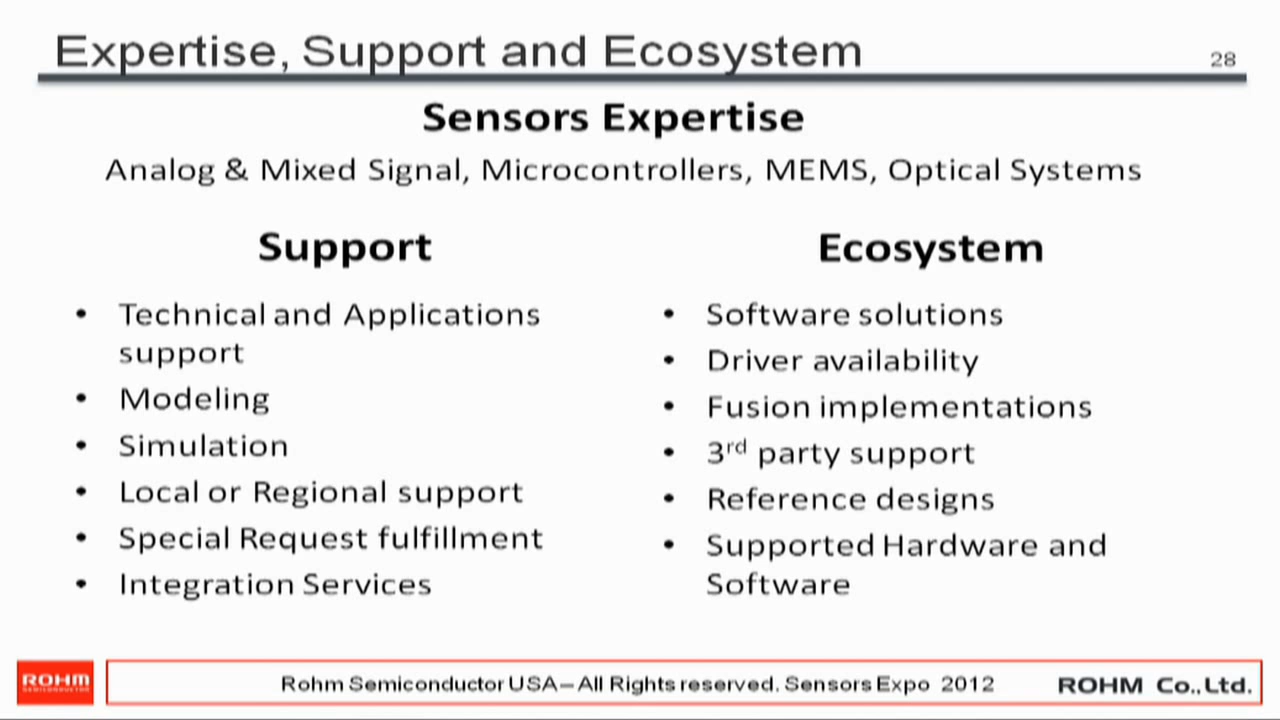 Expertise, Support and Ecosystem
28
Sensors Expertise
Analog & Mixed Signal, Microcontrollers, MEMS, Optical Systems
Support
• Technical and Applications
support
• Modeling
• Simulation
• Local or Regional support
• Special Request fulfillment
• Integration Services
Ecosystem
• Software solutions
• Driver availability
• Fusion implementations
• 3rd party support
• Reference designs
• Supported Hardware and
Software
ROHM
SEMICONDUCTOR
Rohm Semiconductor USA–All Rights reserved. Sensors Expo 2012
ROHM Co.,Ltd.